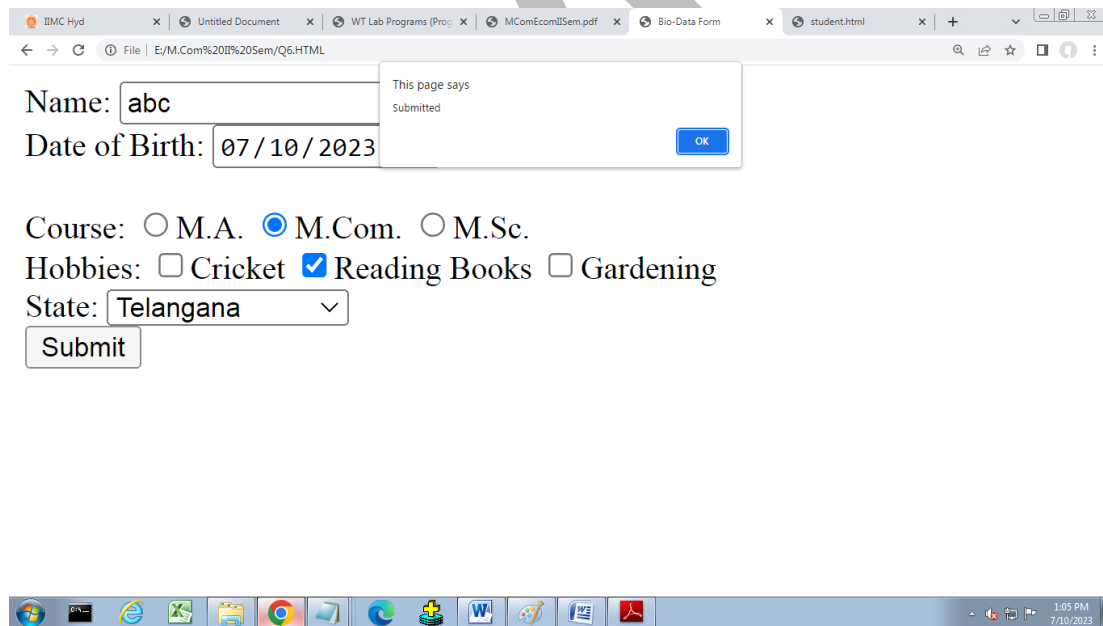 IIMC Hyd Untitled Document WT Lab Programs (Prog MComEcomIISem.pdf Bio-Data Form student.html
File E:/M.Com%20II%20Sem/Q6.HTML
This page says
Submitted
OK
Name: abc
Date of Birth: 07/10/2023
Course: M.A. M.Com. M.Sc.
Hobbies: Cricket Reading Books Gardening
State: Telangana
Submit
1:05 PM
7/10/2023